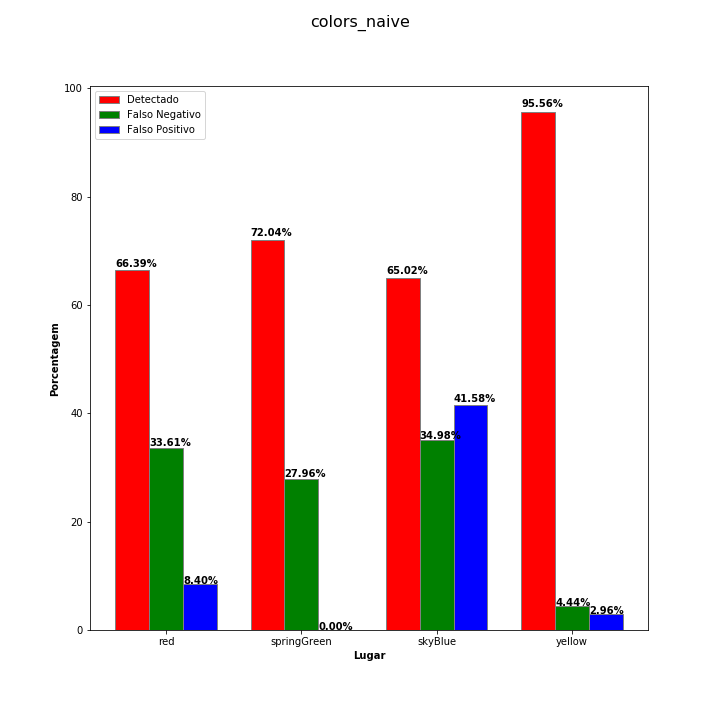 colors_naive
Detectado
Falso Negativo
Falso Positivo
100
80
60
40
20
0
Porcentagem
66.39%
33.61%
8.40%
72.04%
27.96%
0.00%
65.02%
34.98%
41.58%
95.56%
4.44%
2.96%
red
springGreen
skyBlue
yellow
Lugar